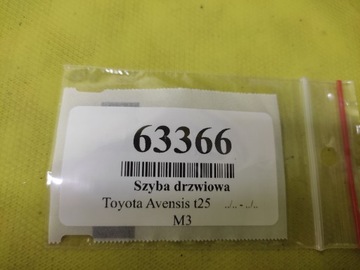 63366
Szyba drzwiowa
Toyota Avensis t25 ../.. - ../..
M3